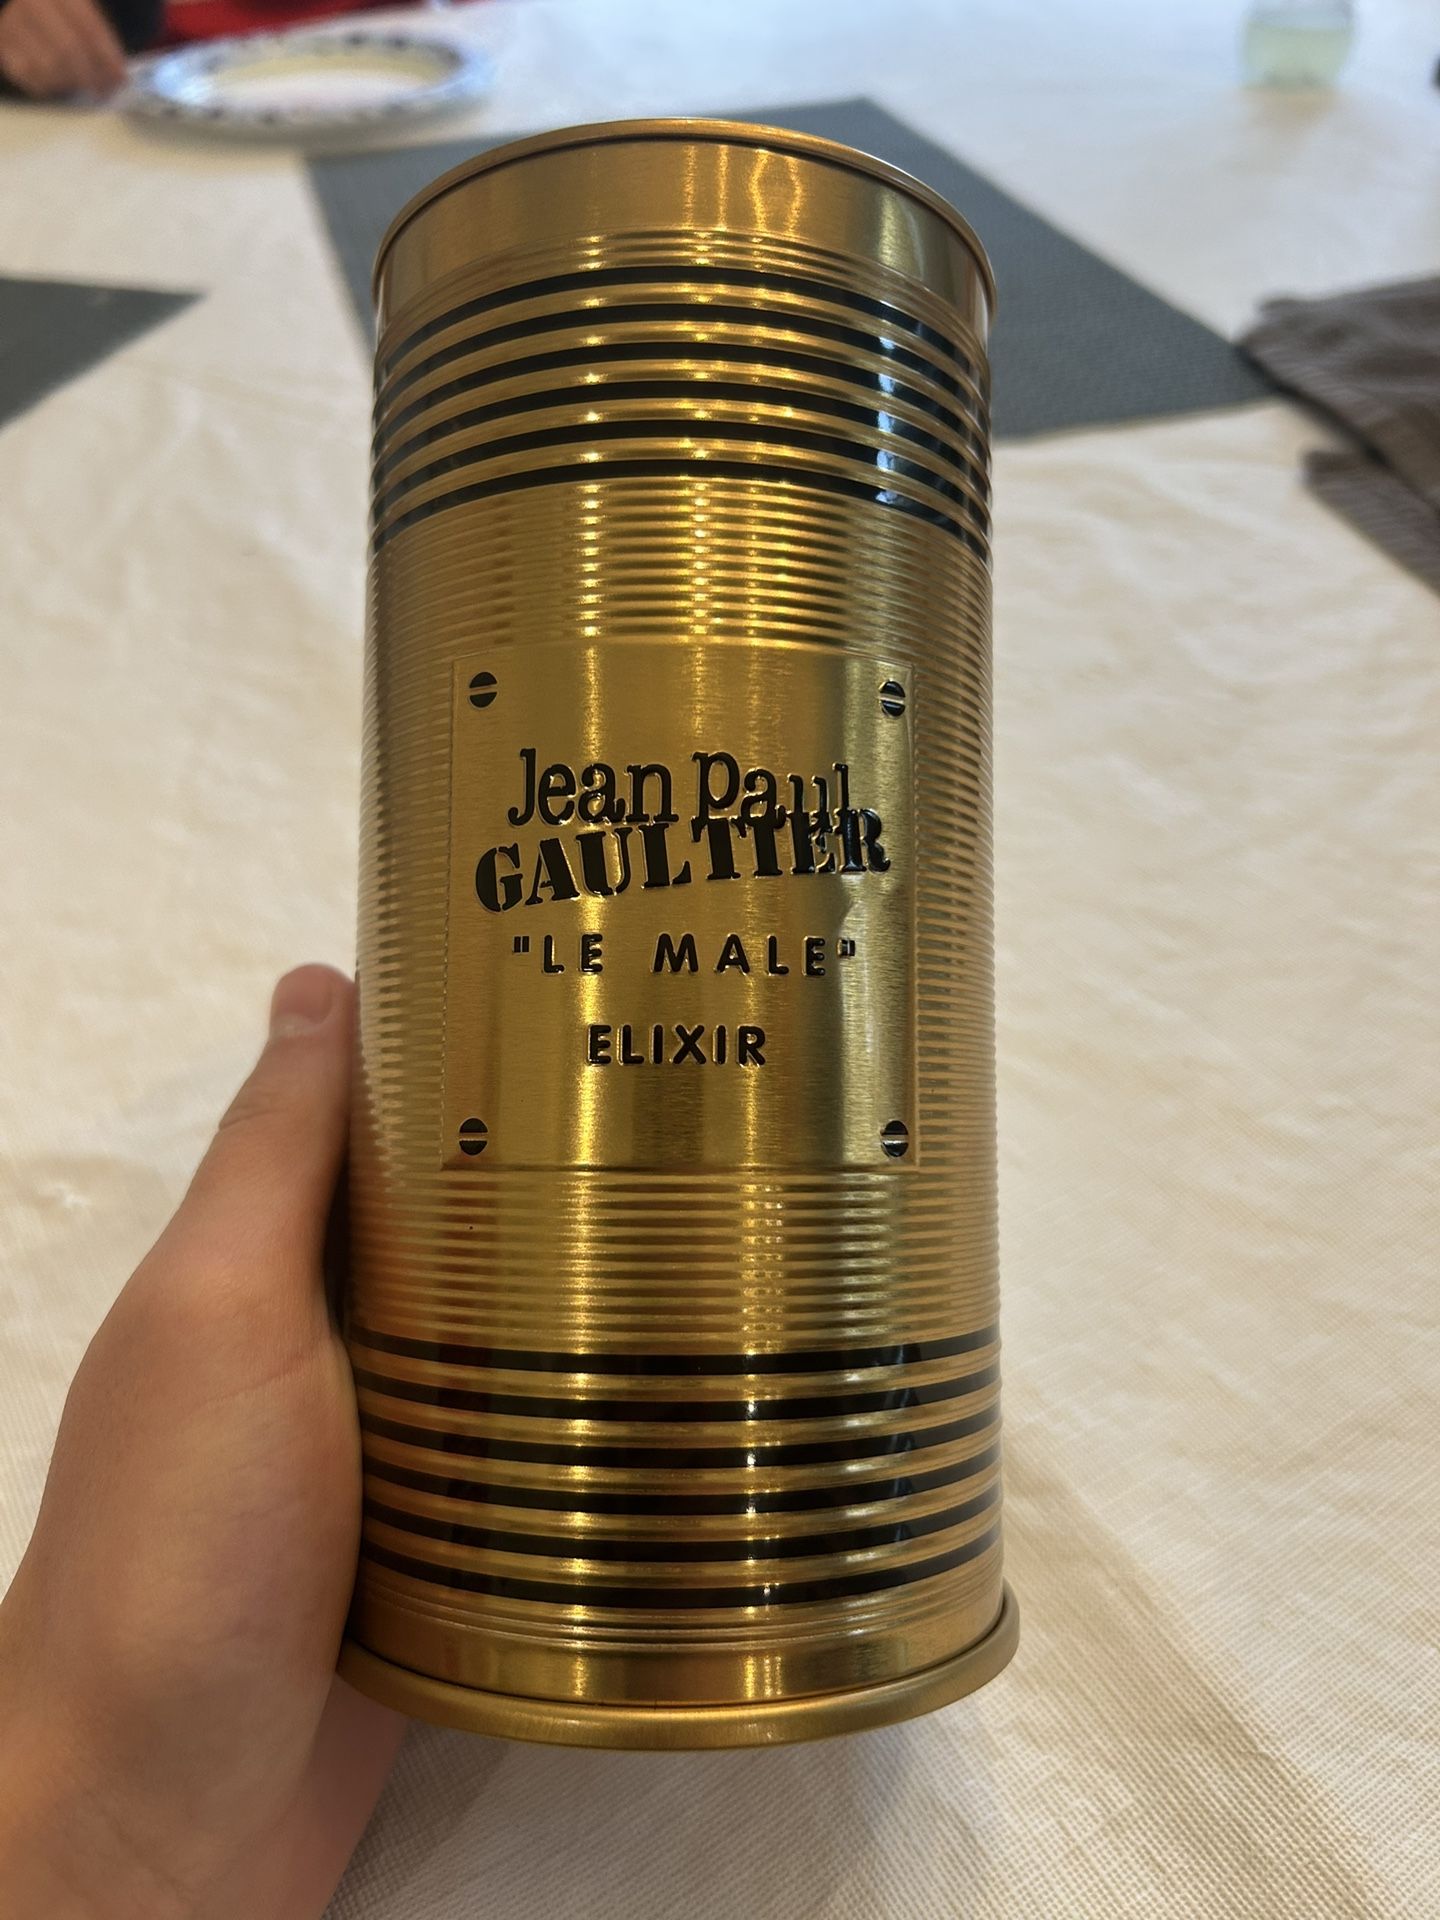 Jean Paul
GAULTIER
"LE MALE"
ELIXIR